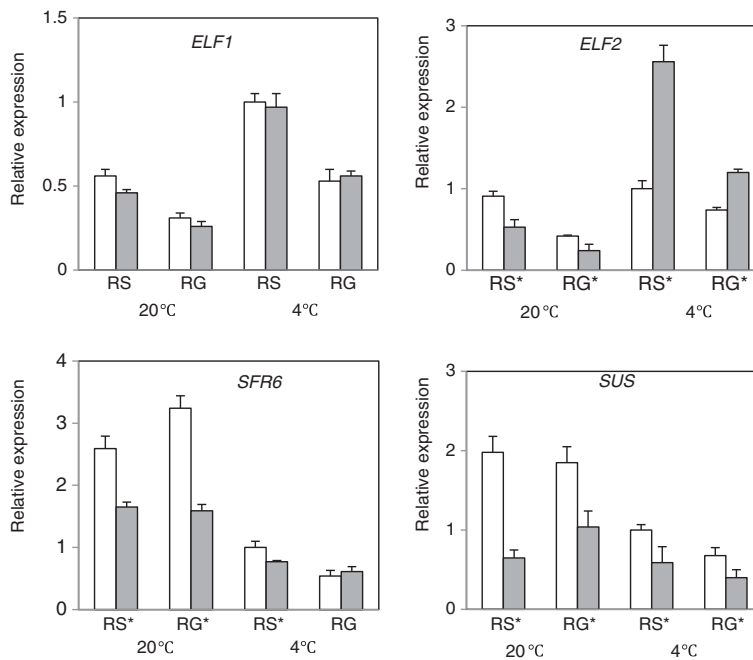 ELF1
Relative expression
1.5
1
0.5
0
RS RG RS RG
20°C 4°C
ELF2
Relative expression
3
2
1
0
RS* RG* RS* RG*
20°C 4°C
SFR6
Relative expression
4
3
2
1
0
RS* RG* RS* RG
20°C 4°C
SUS
Relative expression
3
2
1
0
RS* RG* RS* RG*
20°C 4°C